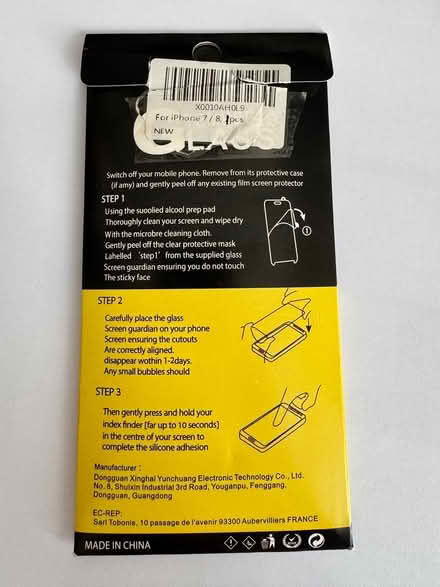 X0010AH0L9
For iPhone 7 / 8, 1pcs
NEW
GLASS
Switch off your mobile phone. Remove from its protective case
(if amy) and gently peel off any existing film screen protector
STEP 1
Using the suoolied alcool prep pad
Thoroughly clean your screen and wipe dry
With the microbre cleaning cloth.
Gently peel off the clear protective mask
Labelled 'step1' from the supplied glass
Screen guardian ensuring you do not touch
The sticky face
1
STEP 2
Carefully place the glass
Screen guardian on your phone
Screen ensuring the cutouts
Are correctly aligned.
disappear wothin 1-2days.
Any small bubbles should
STEP 3
Then gently press and hold your
index finder [far up to 10 seconds]
in the centre of your screen to
complete the silicone adhesion
Manufacturer :
Dongguan Xinghai Yunchuang Electronic Technology Co., Ltd.
No. 8, Shuixin Industrial 3rd Road, Youganpu, Fenggang,
Dongguan, Guangdong
EC-REP:
Sarl Tobonis, 10 passage de l'avenir 93300 Aubervilliers FRANCE
MADE IN CHINA